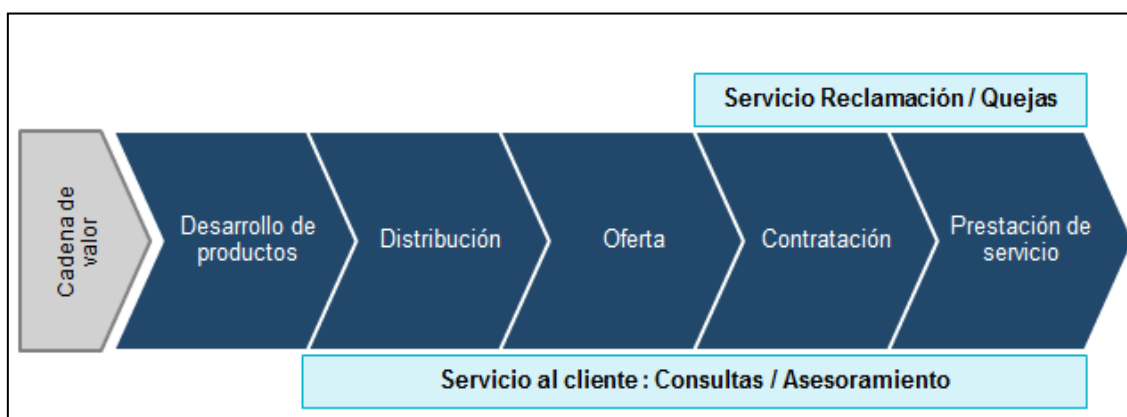 Servicio Reclamación / Quejas
Cadena de
valor
Desarrollo de
productos
Distribución
Oferta
Contratación
Prestación de
servicio
Servicio al cliente : Consultas / Asesoramiento